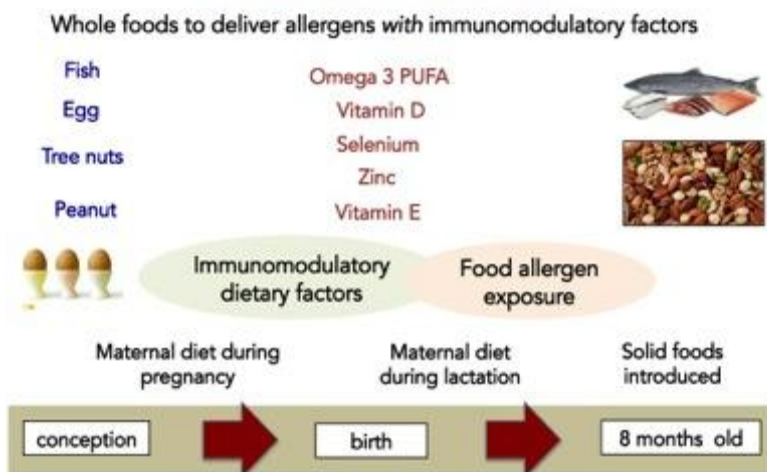 Whole foods to deliver allergens with immunomodulatory factors
Fish
Egg
Tree nuts
Peanut
Omega 3 PUFA
Vitamin D
Selenium
Zinc
Vitamin E
Immunomodulatory
dietary factors
Food allergen
exposure
Maternal diet during
pregnancy
Maternal diet
during lactation
Solid foods
introduced
conception
birth
8 months old